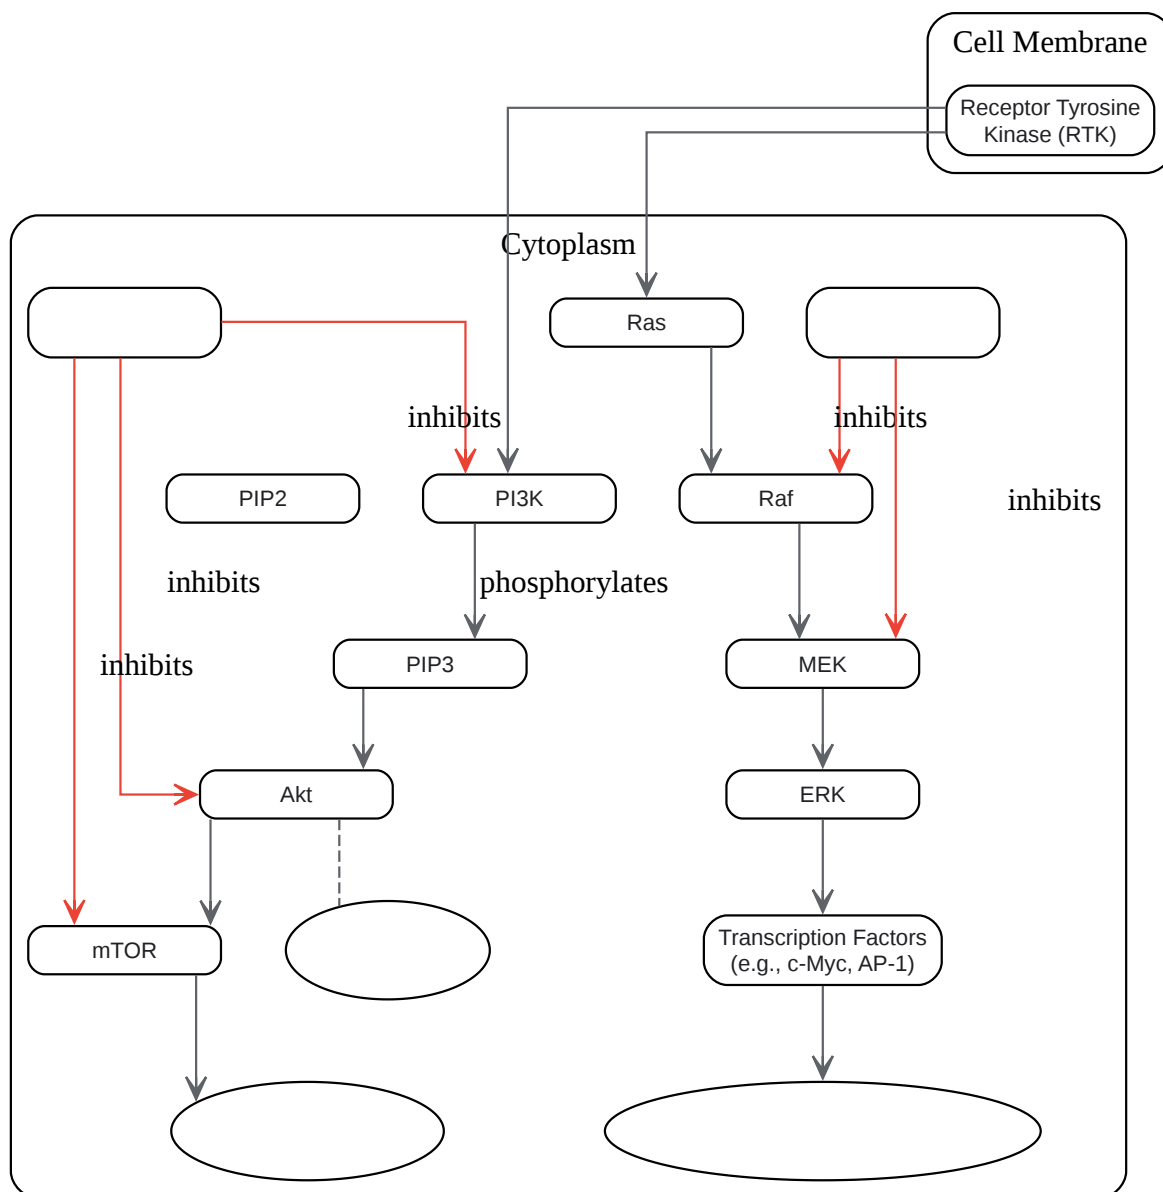 Cell Membrane
Receptor Tyrosine
Kinase (RTK)
Cytoplasm
Ras
inhibits
inhibits
PIP2
PI3K
Raf
inhibits
inhibits
phosphorylates
inhibits
PIP3
MEK
Akt
ERK
mTOR
Transcription Factors
(e.g., c-Myc, AP-1)